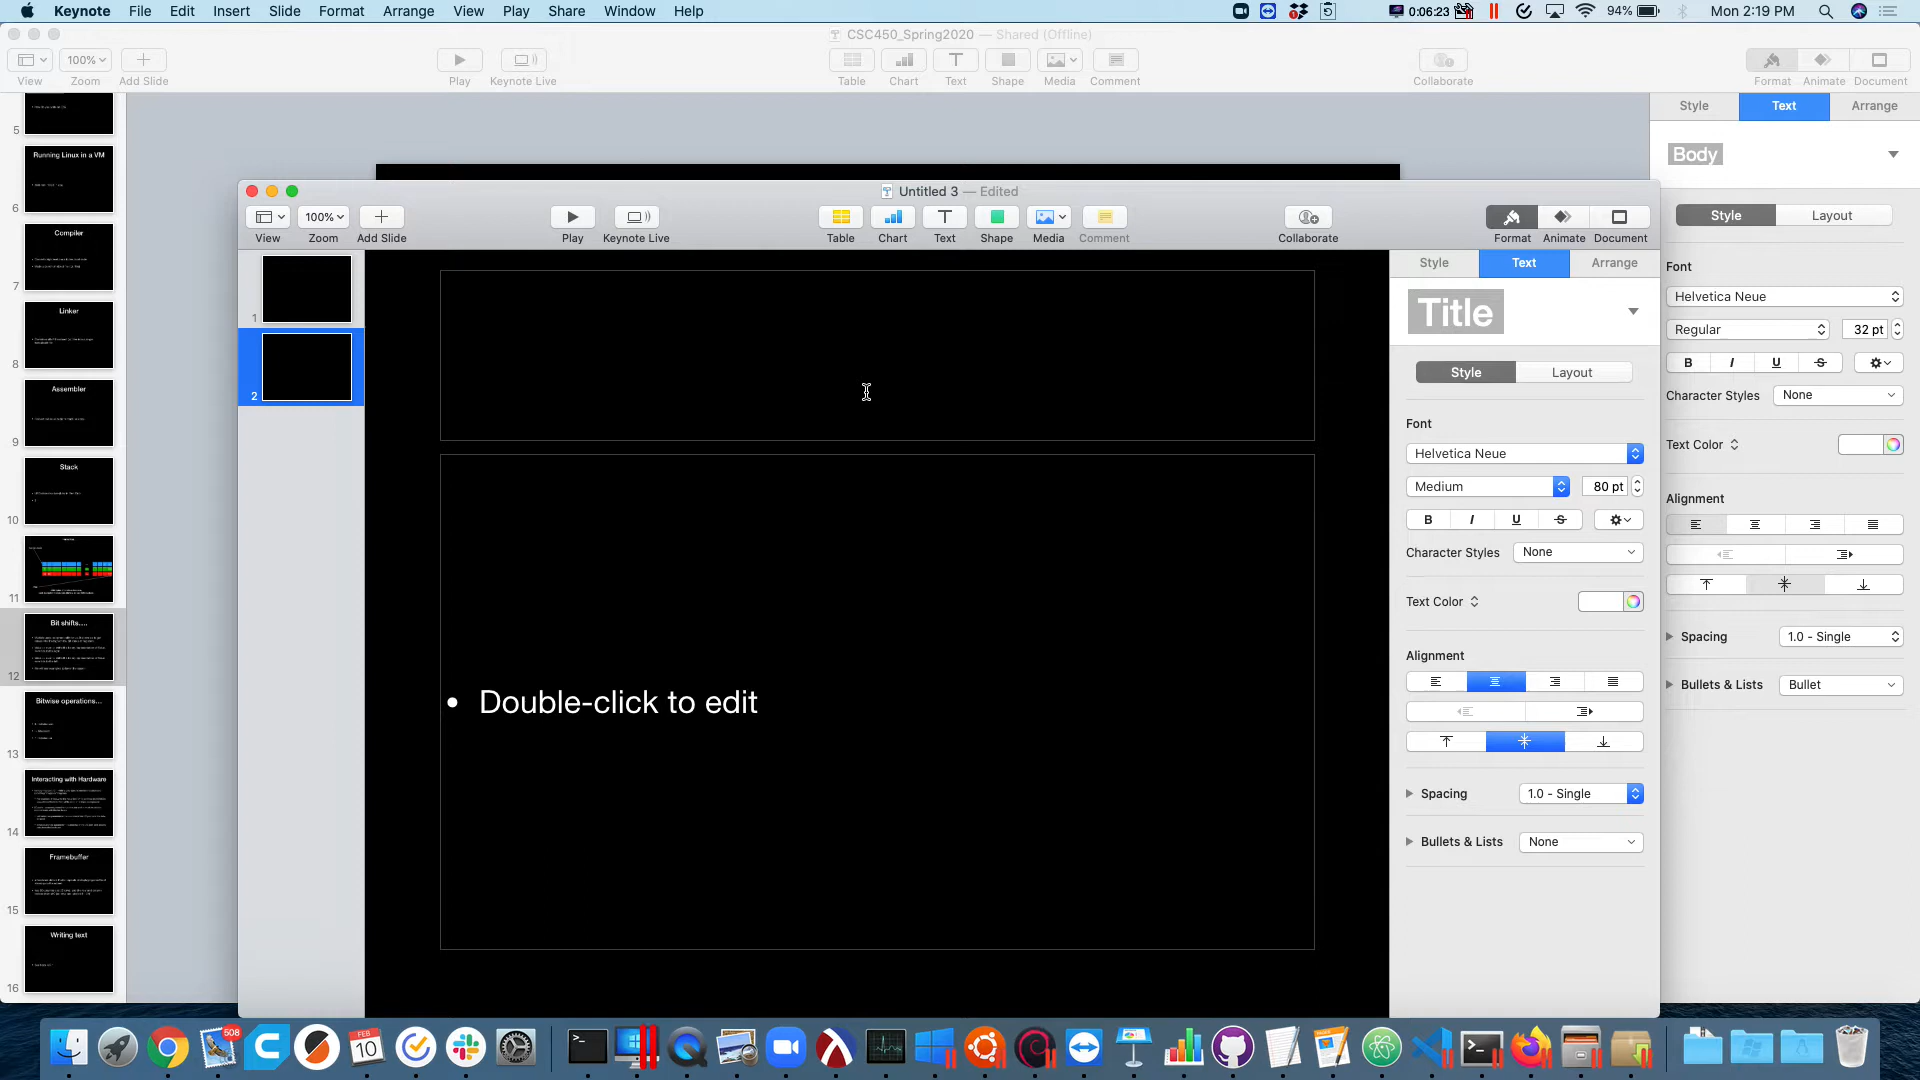 Keynote File Edit Insert Slide Format Arrange View Play Share Window Help 0:06:23 94% Mon 2:19 PM
CSC450_Spring2020 — Shared (Offline)
100%
View Zoom Add Slide Play Keynote Live Table Chart Text Shape Media Comment Collaborate Format Animate Document
Style Text Arrange
Body
Style Layout
Font
Helvetica Neue
Regular 32 pt
B I U S
Character Styles None
Text Color
Alignment
Spacing 1.0 - Single
Bullets & Lists Bullet
5
Running Linux in a VM
6
Compiler
7
Linker
8
Assembler
9
Stack
10
11
Bit shifts....
12
Bitwise operations...
13
Interacting with Hardware
14
Framebuffer
15
Writing text
16
Untitled 3 — Edited
100%
View Zoom Add Slide Play Keynote Live Table Chart Text Shape Media Comment Collaborate Format Animate Document
1
2
Double-click to edit
Style Text Arrange
Title
Style Layout
Font
Helvetica Neue
Medium 80 pt
B I U S
Character Styles None
Text Color
Alignment
Spacing 1.0 - Single
Bullets & Lists None
508
FEB
10